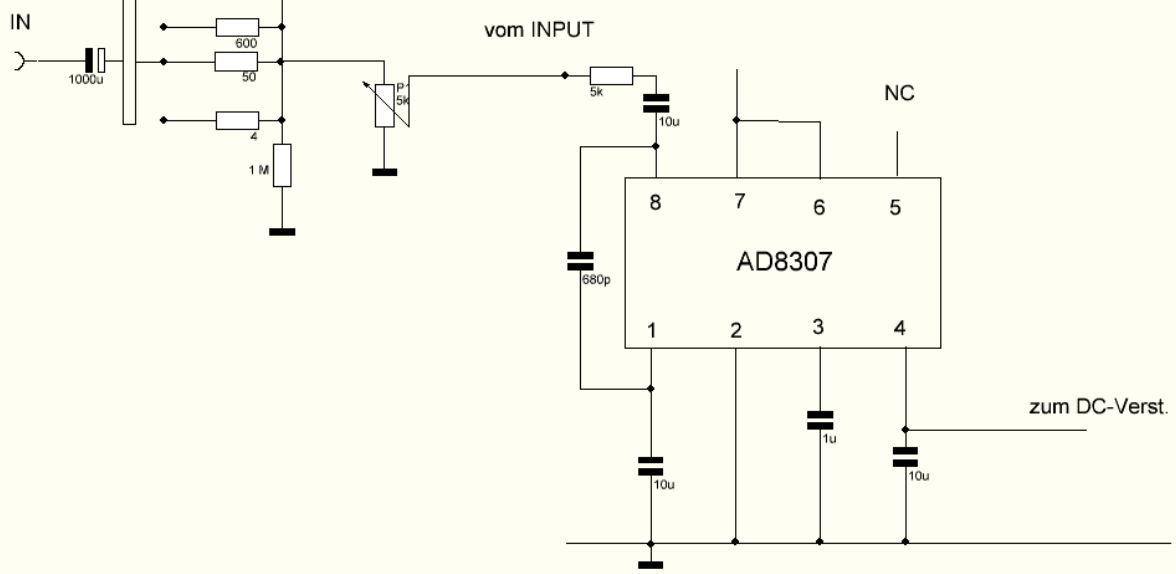 IN
vom INPUT
1000u
600
50
4
1 M
P1
5k
5k
10u
NC
8
7
6
5
AD8307
680p
1
2
3
4
zum DC-Verst.
1u
10u
10u